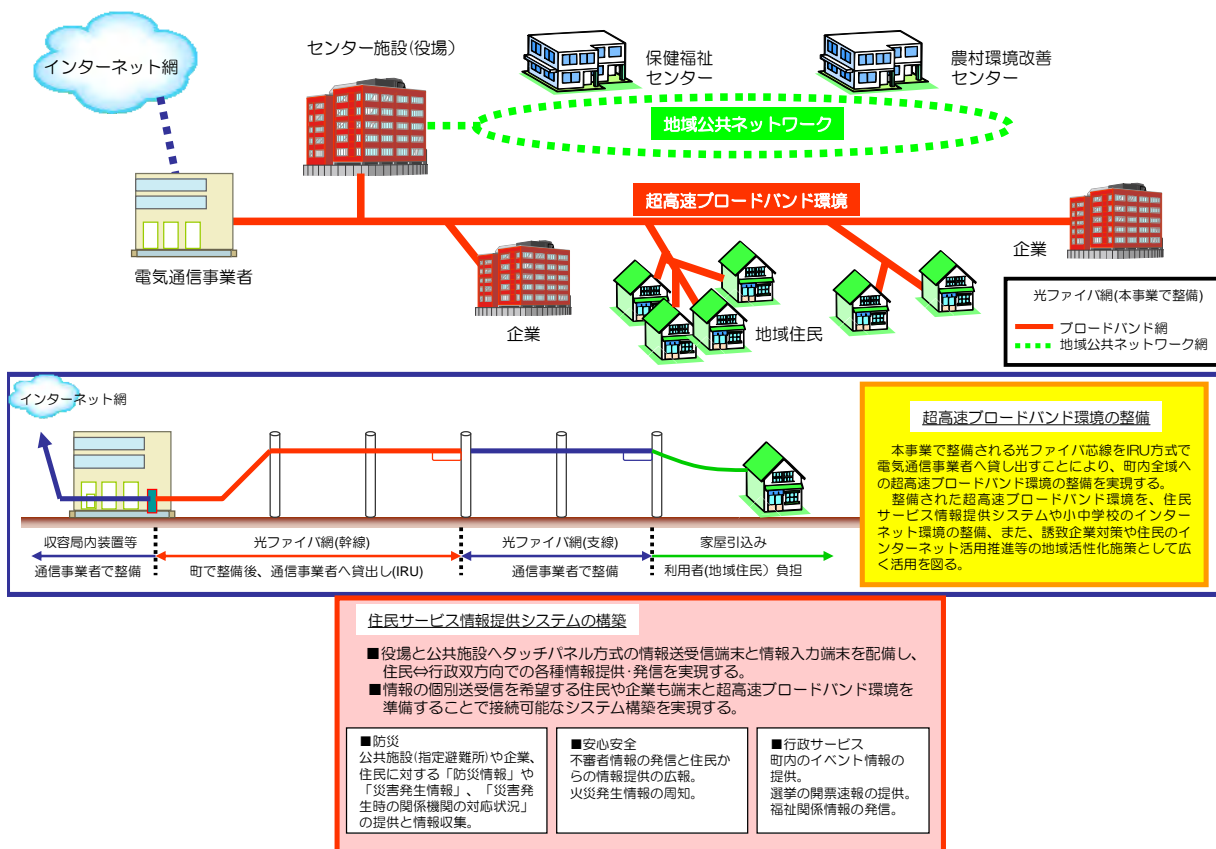 インターネット網
センター施設(役場)
保健福祉
センター
農村環境改善
センター
地域公共ネットワーク
超高速ブロードバンド環境
電気通信事業者
企業
地域住民
企業
光ファイバ網(本事業で整備)
ブロードバンド網
地域公共ネットワーク網
インターネット網
収容局内装置等
光ファイバ網(幹線)
光ファイバ網(支線)
家屋引込み
通信事業者で整備
町で整備後、通信事業者へ貸出し(IRU)
通信事業者で整備
利用者(地域住民）負担
超高速ブロードバンド環境の整備
本事業で整備される光ファイバ芯線をIRU方式で
電気通信事業者へ貸し出すことにより、町内全域へ
の超高速ブロードバンド環境の整備を実現する。
整備された超高速ブロードバンド環境を、住民
サービス情報提供システムや小中学校のインター
ネット環境の整備、また、誘致企業対策や住民のイ
ンターネット活用推進等の地域活性化施策として広
く活用を図る。
住民サービス情報提供システムの構築
■役場と公共施設へタッチパネル方式の情報送受信端末と情報入力端末を配備し、
住民⇔行政双方向での各種情報提供・発信を実現する。
■情報の個別送受信を希望する住民や企業も端末と超高速ブロードバンド環境を
準備することで接続可能なシステム構築を実現する。
■防災
公共施設(指定避難所)や企業、
住民に対する「防災情報」や
「災害発生情報」、「災害発
生時の関係機関の対応状況」
の提供と情報収集。
■安心安全
不審者情報の発信と住民か
らの情報提供の広報。
火災発生情報の周知。
■行政サービス
町内のイベント情報の
提供。
選挙の開票速報の提供。
福祉関係情報の発信。